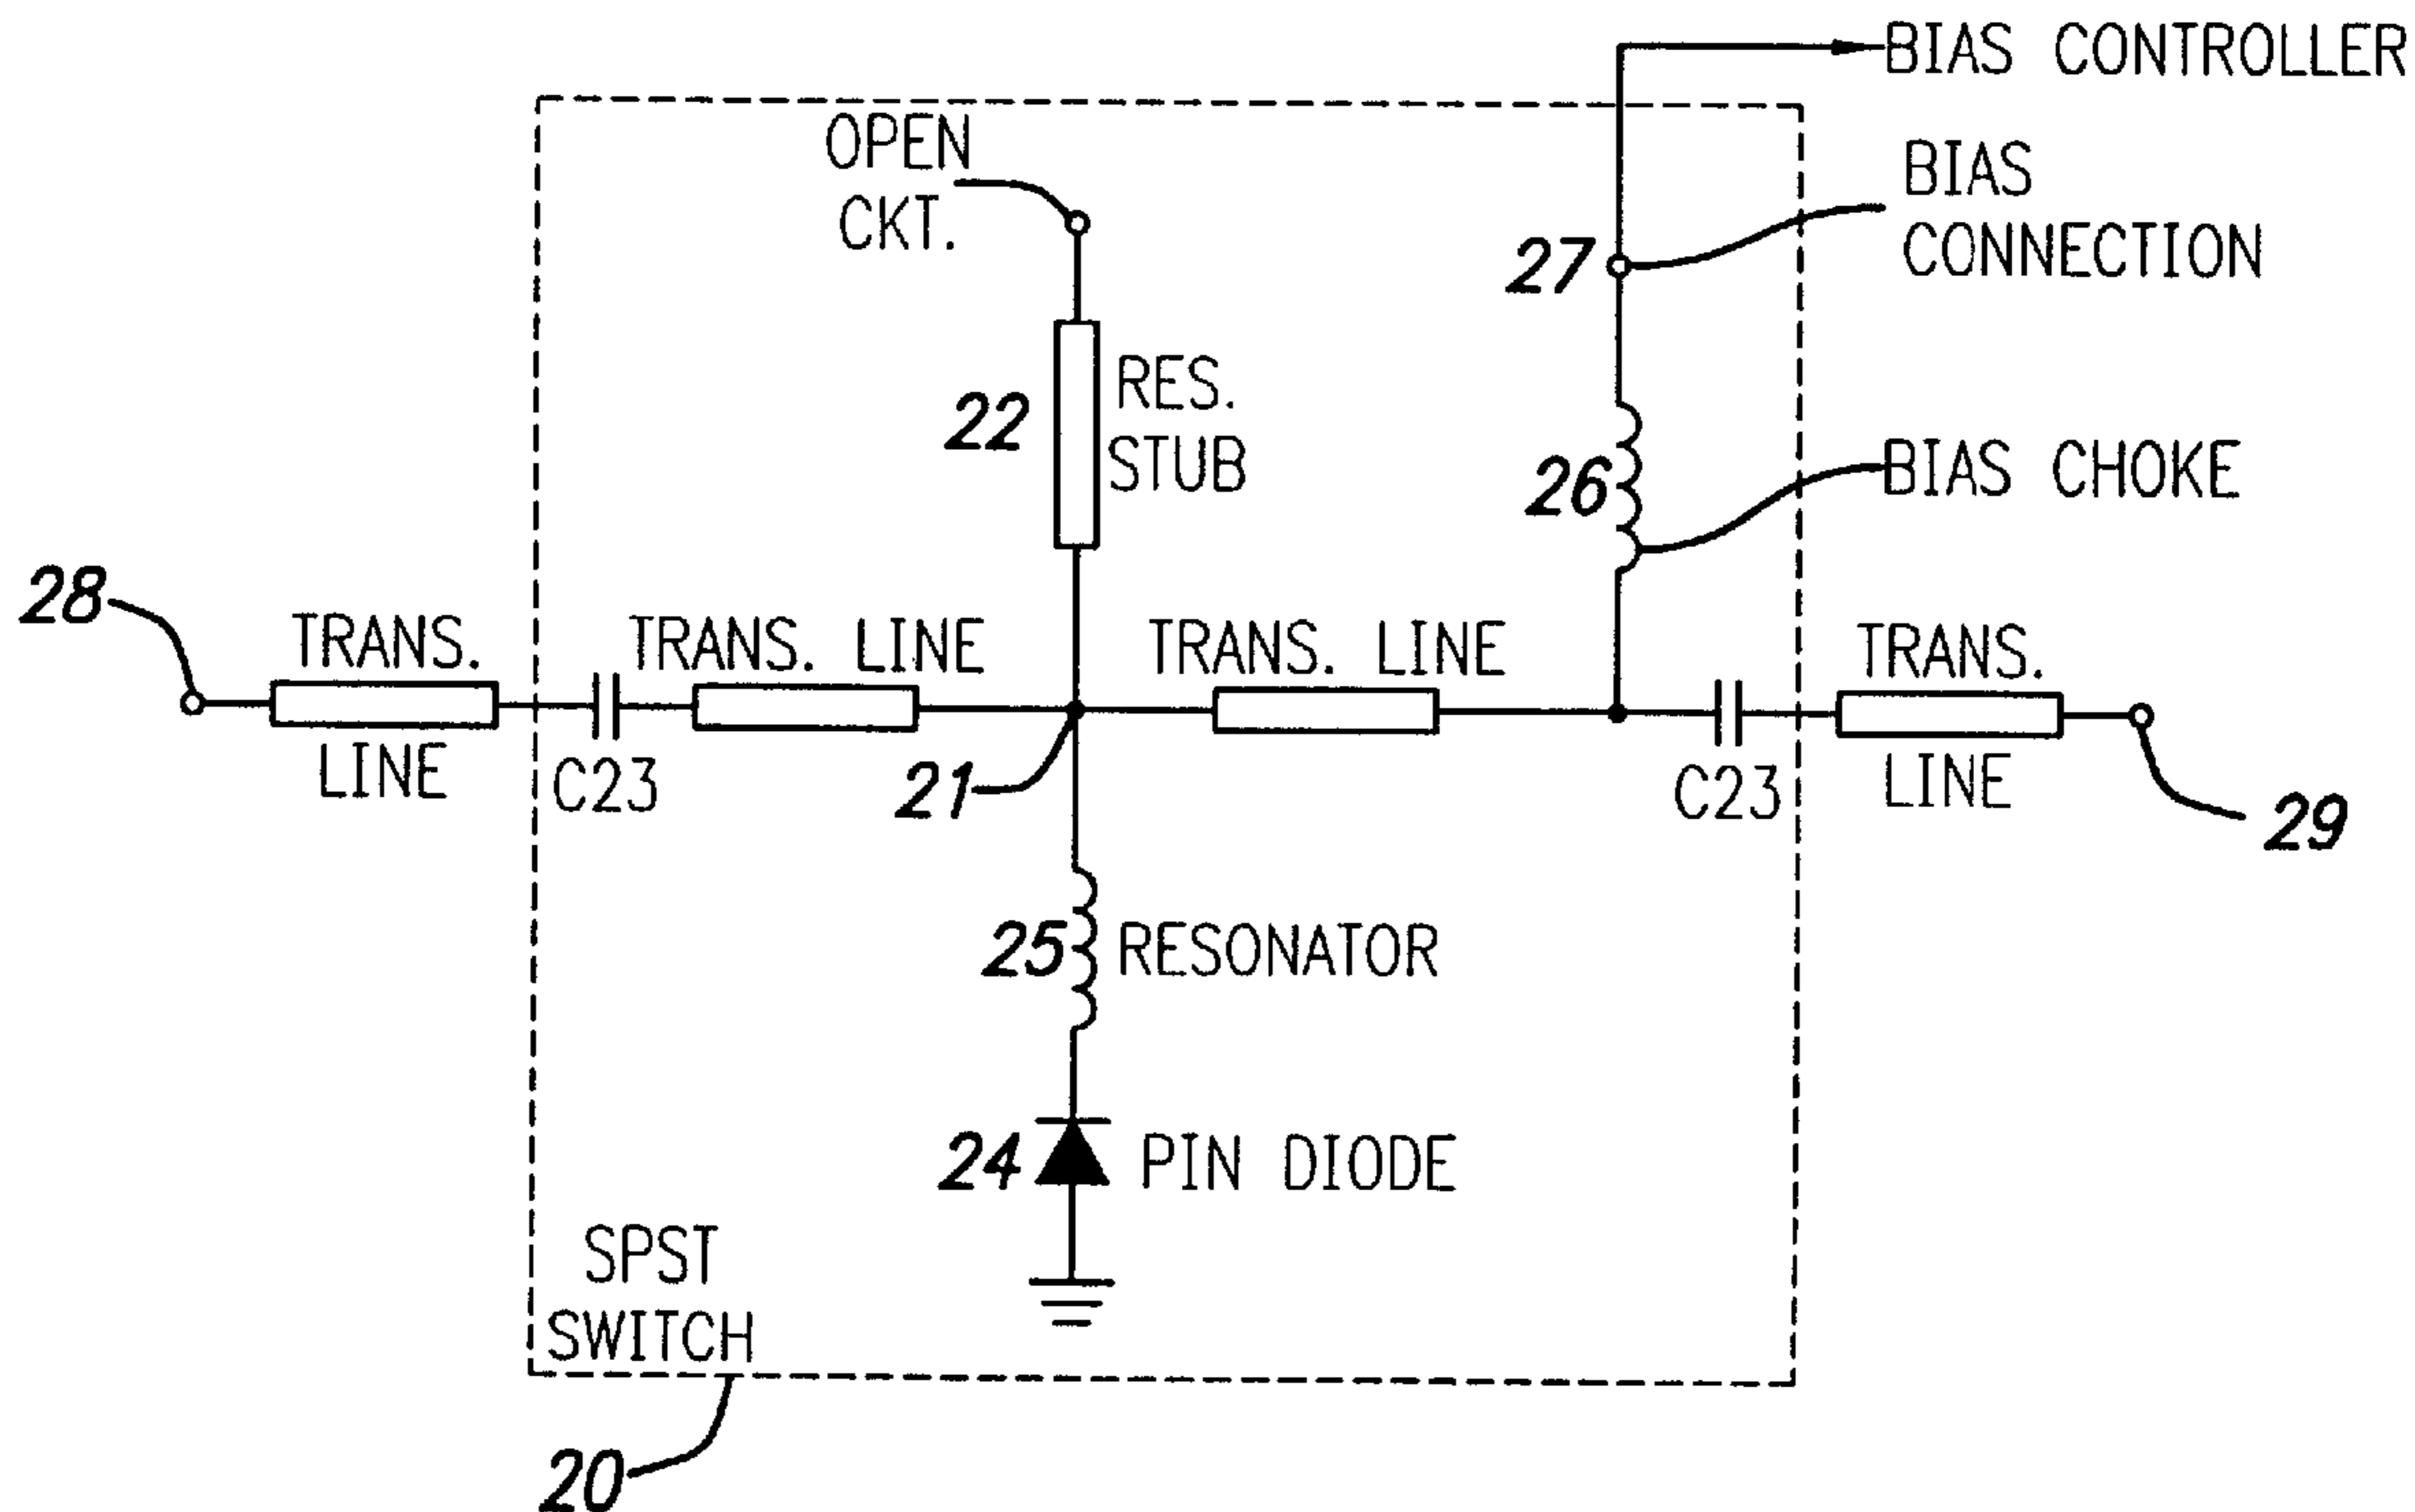 BIAS CONTROLLER
OPEN
CKT.
BIAS
CONNECTION
27
22
RES.
STUB
26
BIAS CHOKE
28
TRANS.
LINE
TRANS. LINE
TRANS. LINE
TRANS.
LINE
C23
21
C23
29
25
RESONATOR
24
PIN DIODE
SPST
SWITCH
20